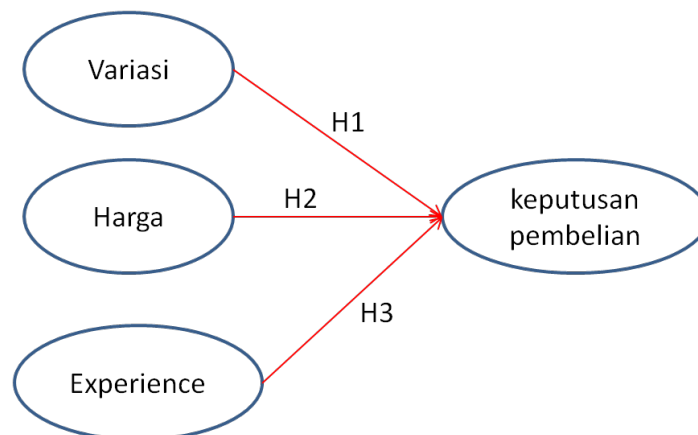 Variasi
H1
Harga
H2
keputusan
pembelian
H3
Experience